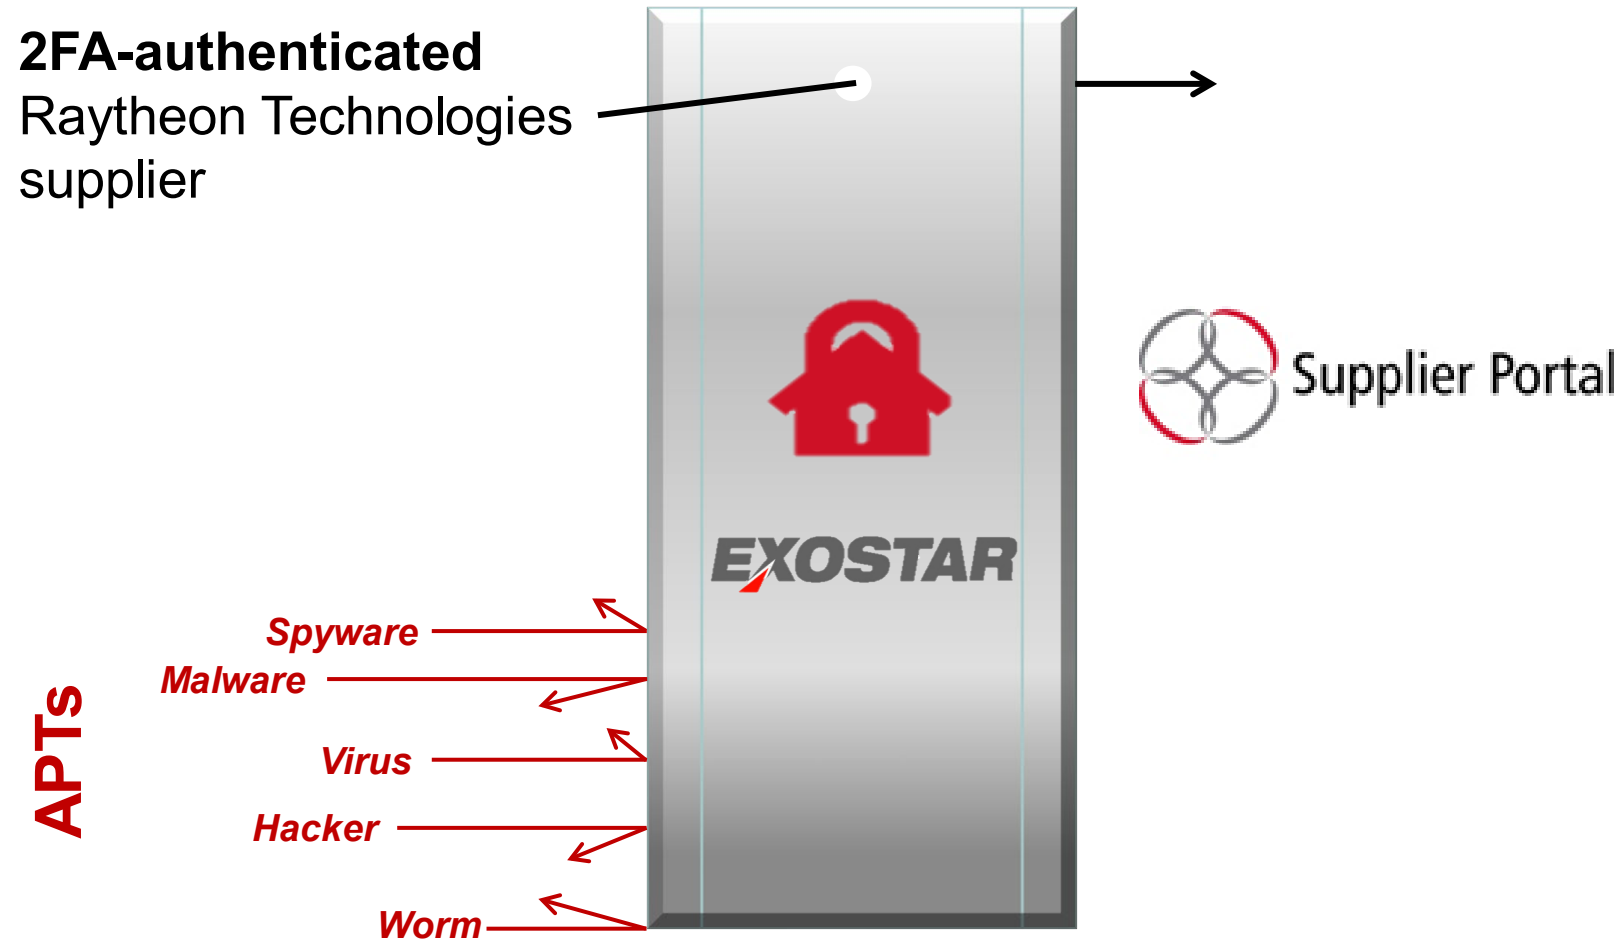 2FA-authenticated
Raytheon Technologies
supplier
EXOSTAR
Supplier Portal
APTs
Spyware
Malware
Virus
Hacker
Worm